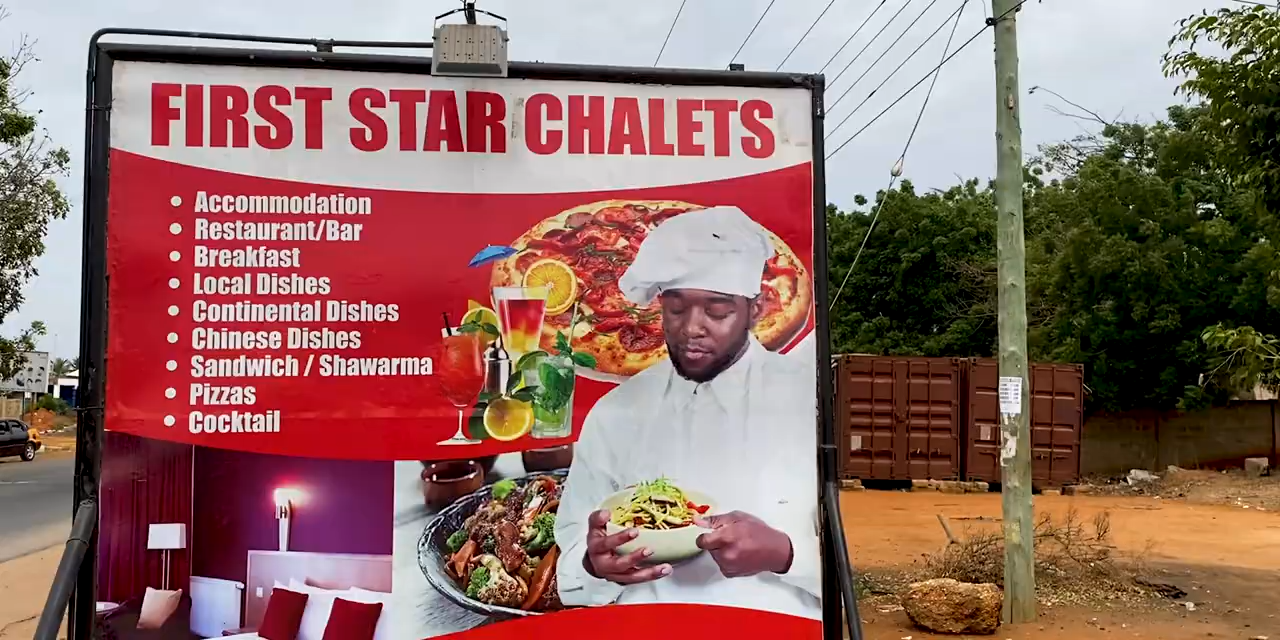 FIRST STAR CHALETS
• Accommodation
• Restaurant/Bar
• Breakfast
• Local Dishes
• Continental Dishes
• Chinese Dishes
• Sandwich / Shawarma
• Pizzas
• Cocktail